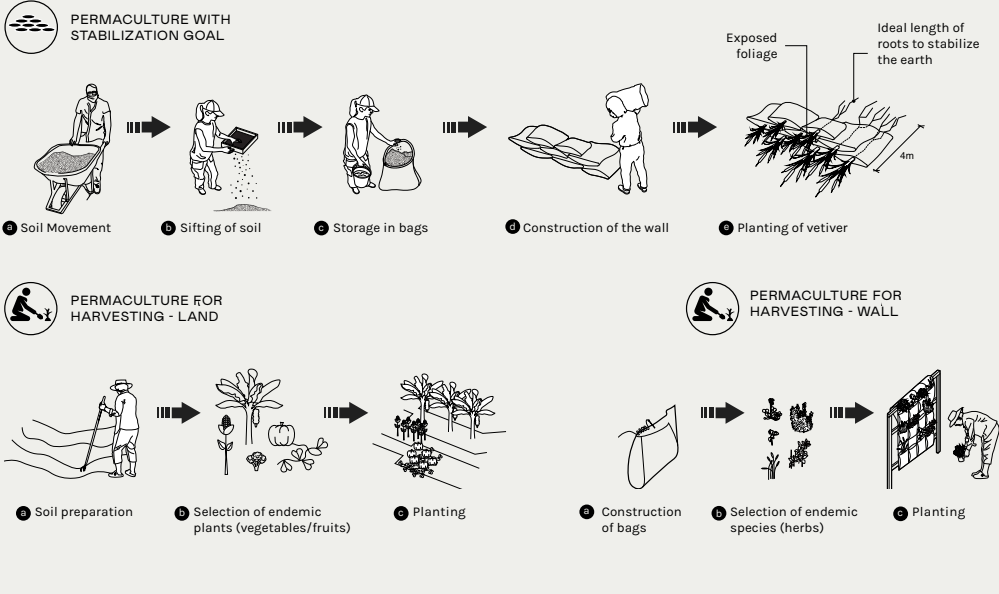 PERMACULTURE WITH
STABILIZATION GOAL
Exposed
foliage
Ideal length of
roots to stabilize
the earth
4m
a Soil Movement
b Sifting of soil
c Storage in bags
d Construction of the wall
e Planting of vetiver
PERMACULTURE FOR
HARVESTING - LAND
PERMACULTURE FOR
HARVESTING - WALL
a Soil preparation
b Selection of endemic
plants (vegetables/fruits)
c Planting
a Construction
of bags
b Selection of endemic
species (herbs)
c Planting